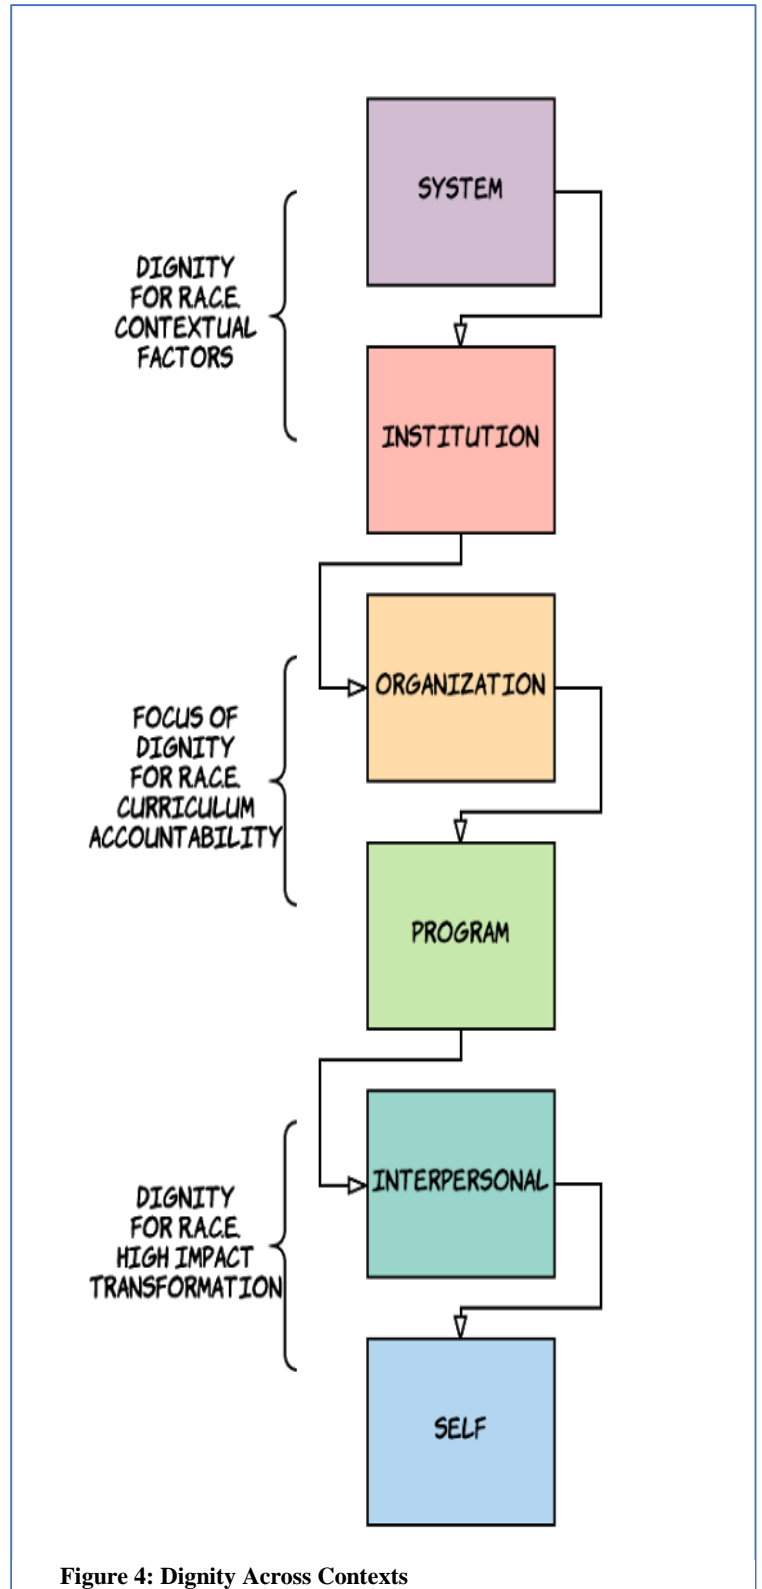 SYSTEM
DIGNITY
FOR R.A.C.E.
CONTEXTUAL
FACTORS
INSTITUTION
ORGANIZATION
FOCUS OF
DIGNITY
FOR R.A.C.E.
CURRICULUM
ACCOUNTABILITY
PROGRAM
INTERPERSONAL
DIGNITY
FOR R.A.C.E.
HIGH IMPACT
TRANSFORMATION
SELF
Figure 4: Dignity Across Contexts